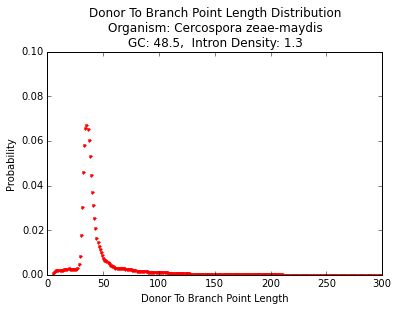 Donor To Branch Point Length Distribution
Organism: Cercospora zeae-maydis
GC: 48.5,  Intron Density: 1.3
0.10
0.08
0.06
0.04
0.02
0.00
Probability
0 50 100 150 200 250 300
Donor To Branch Point Length